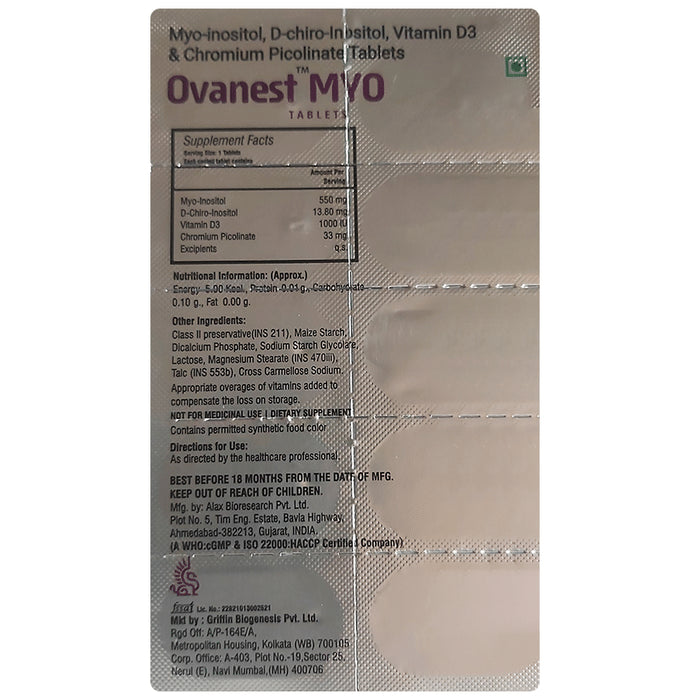 Myo-inositol, D-chiro-Inositol, Vitamin D3
& Chromium Picolinate Tablets
Ovanest™ MYO
TABLETS
Supplement Facts
Serving Size: 1 Tablets
Each coated tablet contains
Amount Per
Serving
Myo-Inositol 550 mg
D-Chiro-Inositol 13.80 mg
Vitamin D3 1000 IU
Chromium Picolinate 33 mg
Excipients q.s.
Nutritional Information: (Approx.)
Energy 5.00 Kcal., Protein 0.01g., Carbohydrate
0.10 g., Fat 0.00 g.
Other Ingredients:
Class II preservative(INS 211), Maize Starch,
Dicalcium Phosphate, Sodium Starch Glycolate,
Lactose, Magnesium Stearate (INS 470iii),
Talc (INS 553b), Cross Carmellose Sodium.
Appropriate overages of vitamins added to
compensate the loss on storage.
NOT FOR MEDICINAL USE | DIETARY SUPPLEMENT
Contains permitted synthetic food color
Directions for Use:
As directed by the healthcare professional.
BEST BEFORE 18 MONTHS FROM THE DATE OF MFG.
KEEP OUT OF REACH OF CHILDREN.
Mfg. by: Alax Bioresearch Pvt. Ltd.
Plot No. 5, Tim Eng. Estate, Bavla Highway,
Ahmedabad-382213, Gujarat, INDIA.
(A WHO:cGMP & ISO 22000:HACCP Certified Company)
fssai Lic. No.: 22821013002621
Mkd by : Griffin Biogenesis Pvt. Ltd.
Rgd Off: A/P-164E/A,
Metropolitan Housing, Kolkata (WB) 700105
Corp. Office: A-403, Plot No.-19,Sector 25,
Nerul (E), Navi Mumbai,(MH) 400706